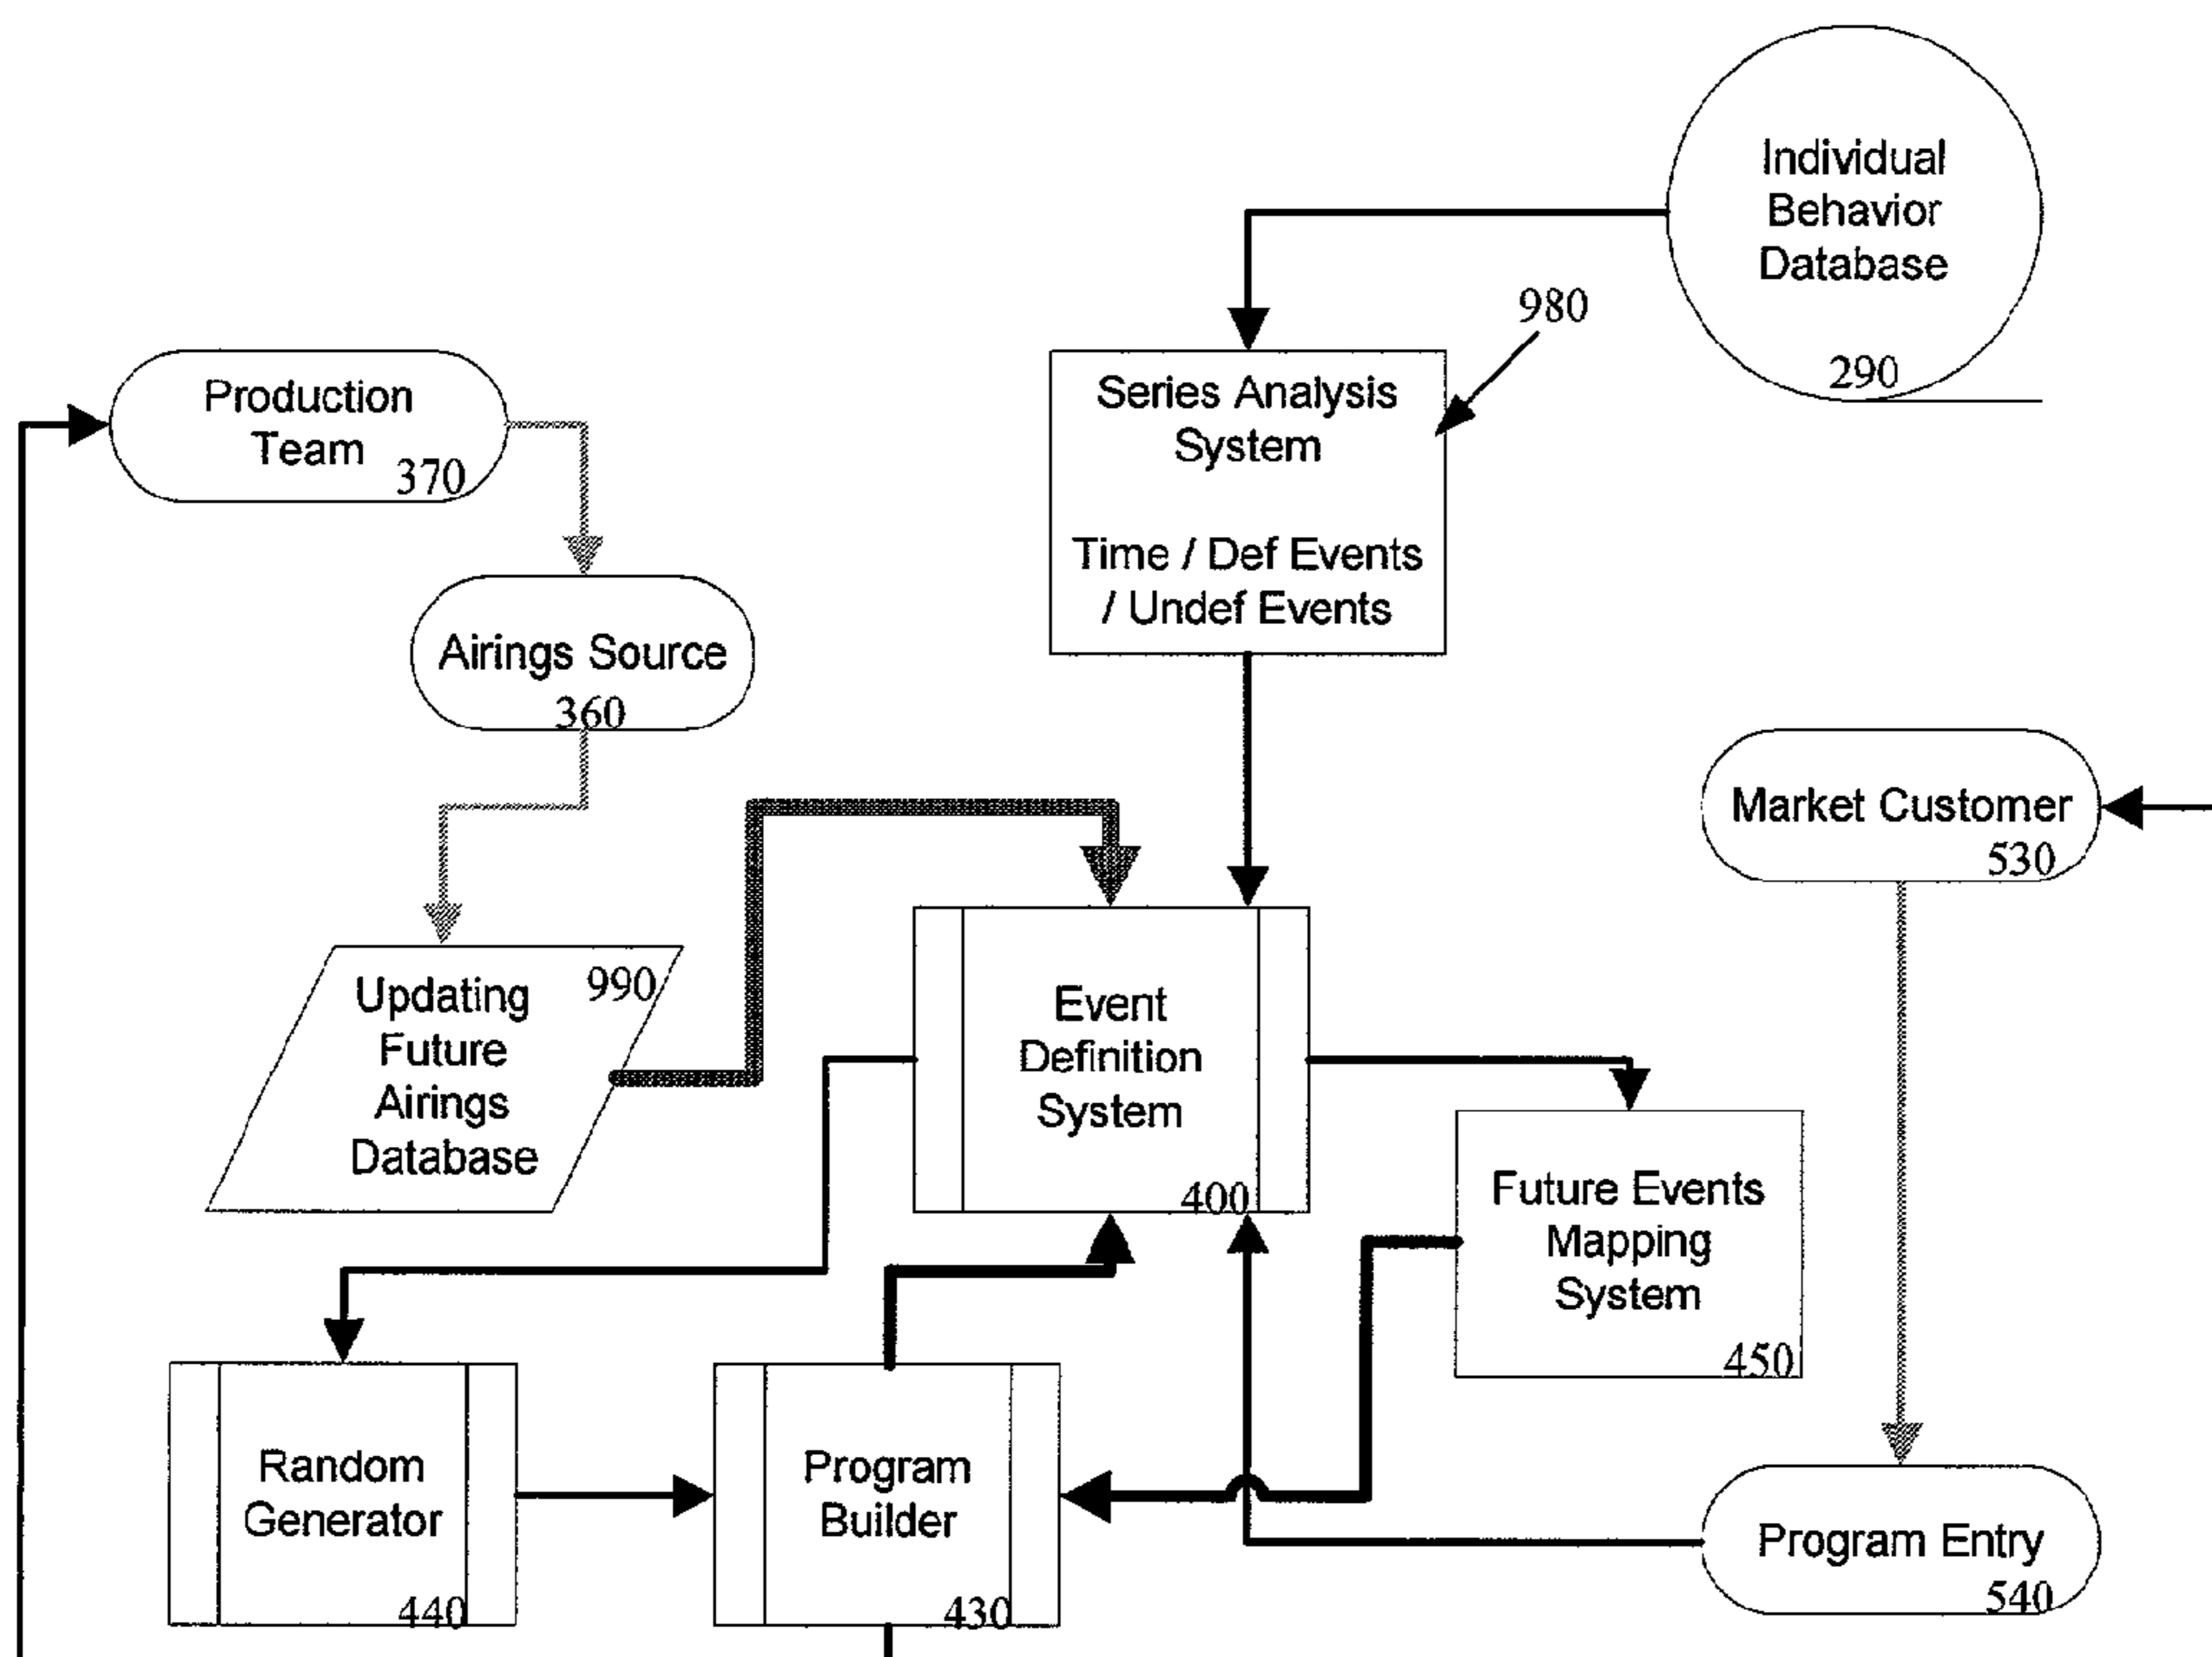 Individual
Behavior
Database
290
980
Series Analysis
System
Time / Def Events
/ Undef Events
Production
Team
370
Airings Source
360
Market Customer
530
Updating
Future
Airings
Database
990
Event
Definition
System
400
Future Events
Mapping
System
450
Random
Generator
440
Program
Builder
430
Program Entry
540